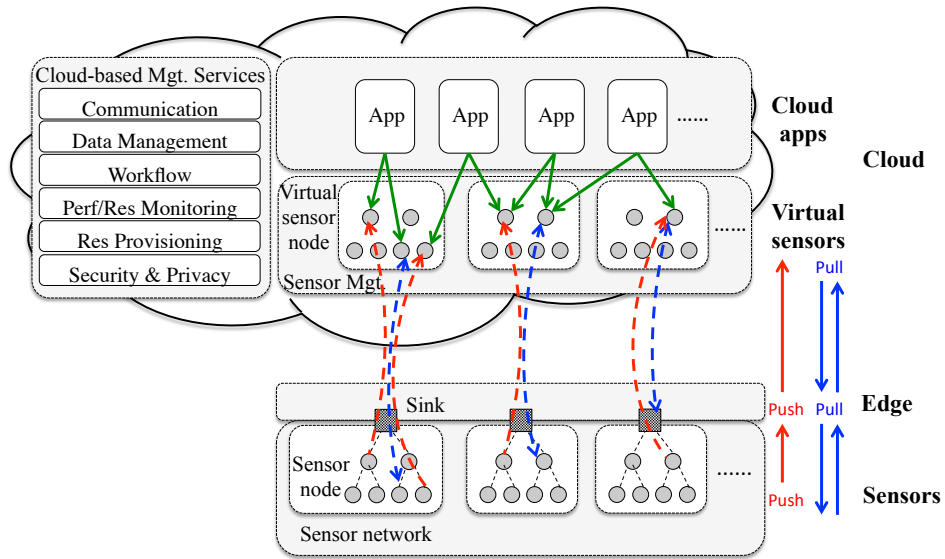 Cloud-based Mgt. Services
Communication
Data Management
Workflow
Perf/Res Monitoring
Res Provisioning
Security & Privacy
App
App
App
App
......
Cloud
apps
Cloud
Virtual
sensor
node
Sensor Mgt.
......
Virtual
sensors
Pull
Sink
Push
Pull
Edge
Sensor
node
......
Push
Sensors
Sensor network